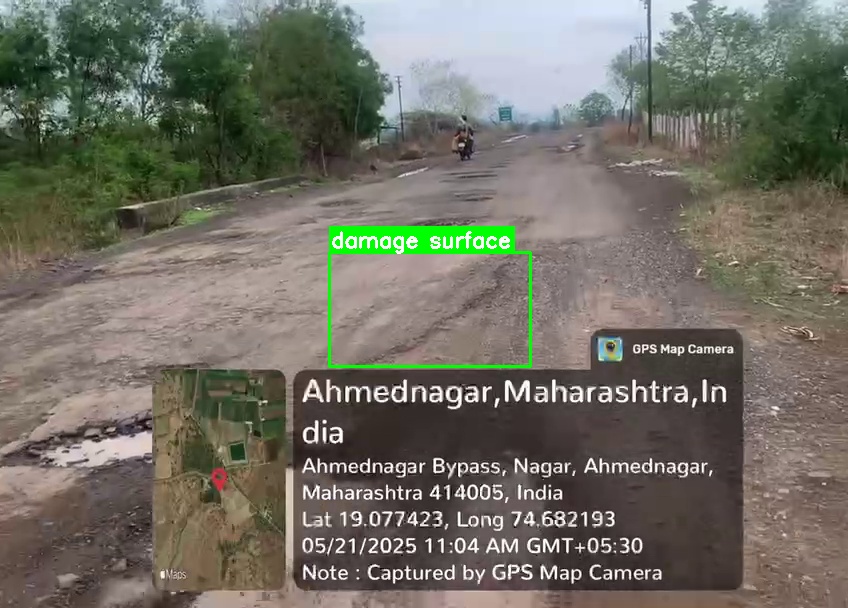 damage surface
GPS Map Camera
Ahmednagar,Maharashtra,In
dia
Ahmednagar Bypass, Nagar, Ahmednagar,
Maharashtra 414005, India
Lat 19.077423, Long 74.682193
05/21/2025 11:04 AM GMT+05:30
Note : Captured by GPS Map Camera
Maps